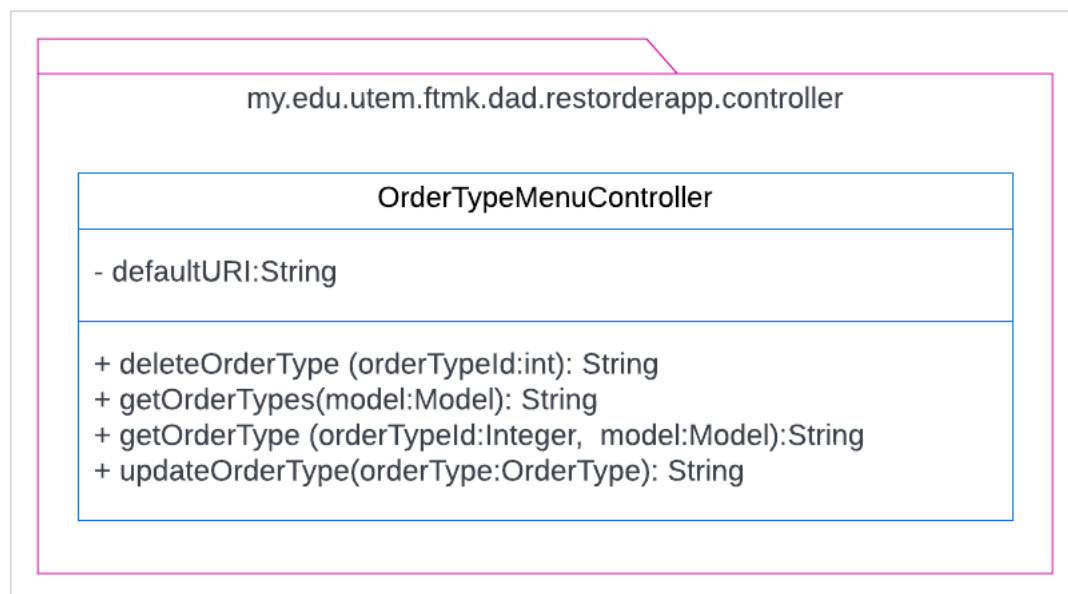 my.edu.utem.ftmk.dad.restorderapp.controller
OrderTypeMenuController
- defaultURI:String
+ deleteOrderType (orderTypeId:int): String
+ getOrderTypes(model:Model): String
+ getOrderType (orderTypeId:Integer,  model:Model):String
+ updateOrderType(orderType:OrderType): String